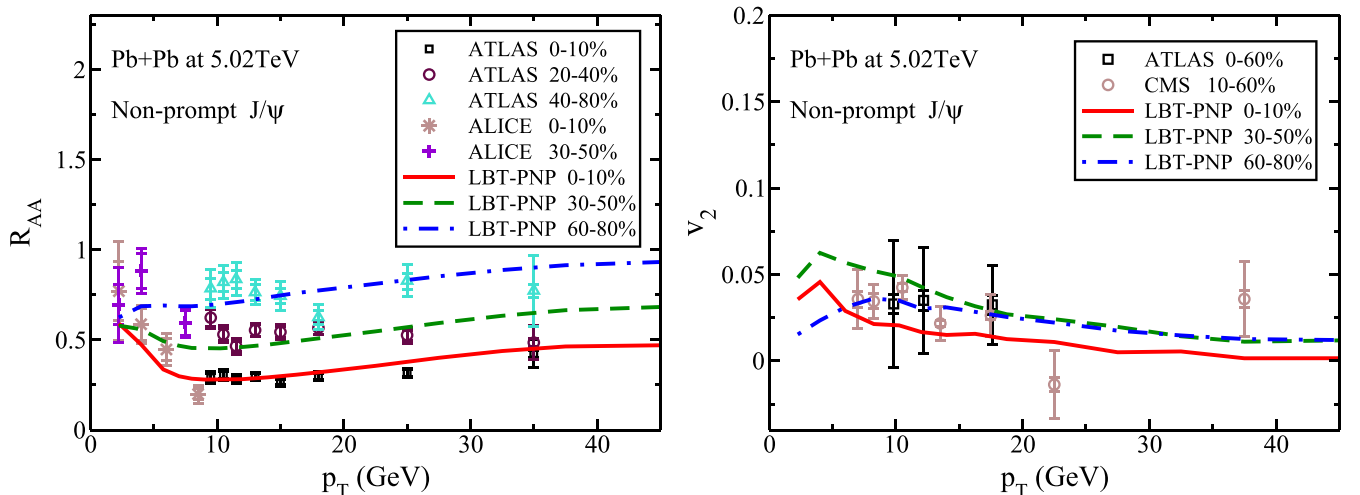 2
1.5
1
0.5
0
R_AA
Pb+Pb at 5.02TeV
Non-prompt J/ψ
ATLAS 0-10%
ATLAS 20-40%
ATLAS 40-80%
ALICE 0-10%
ALICE 30-50%
LBT-PNP 0-10%
LBT-PNP 30-50%
LBT-PNP 60-80%
0 10 20 30 40
p_T (GeV)
0.2
0.15
0.1
0.05
0
v_2
Pb+Pb at 5.02TeV
Non-prompt J/ψ
ATLAS 0-60%
CMS 10-60%
LBT-PNP 0-10%
LBT-PNP 30-50%
LBT-PNP 60-80%
0 10 20 30 40
p_T (GeV)